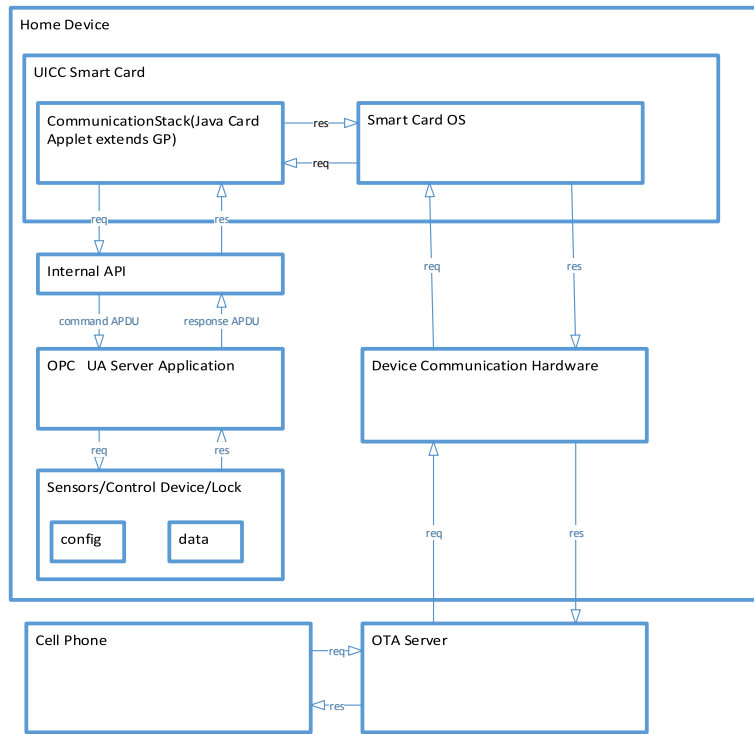 Home Device
UICC Smart Card
CommunicationStack(Java Card
Applet extends GP)
res
req
Smart Card OS
req
res
Internal API
req
res
command APDU
response APDU
OPC   UA Server Application
Device Communication Hardware
req
res
Sensors/Control Device/Lock
config
data
req
res
Cell Phone
req
res
OTA Server